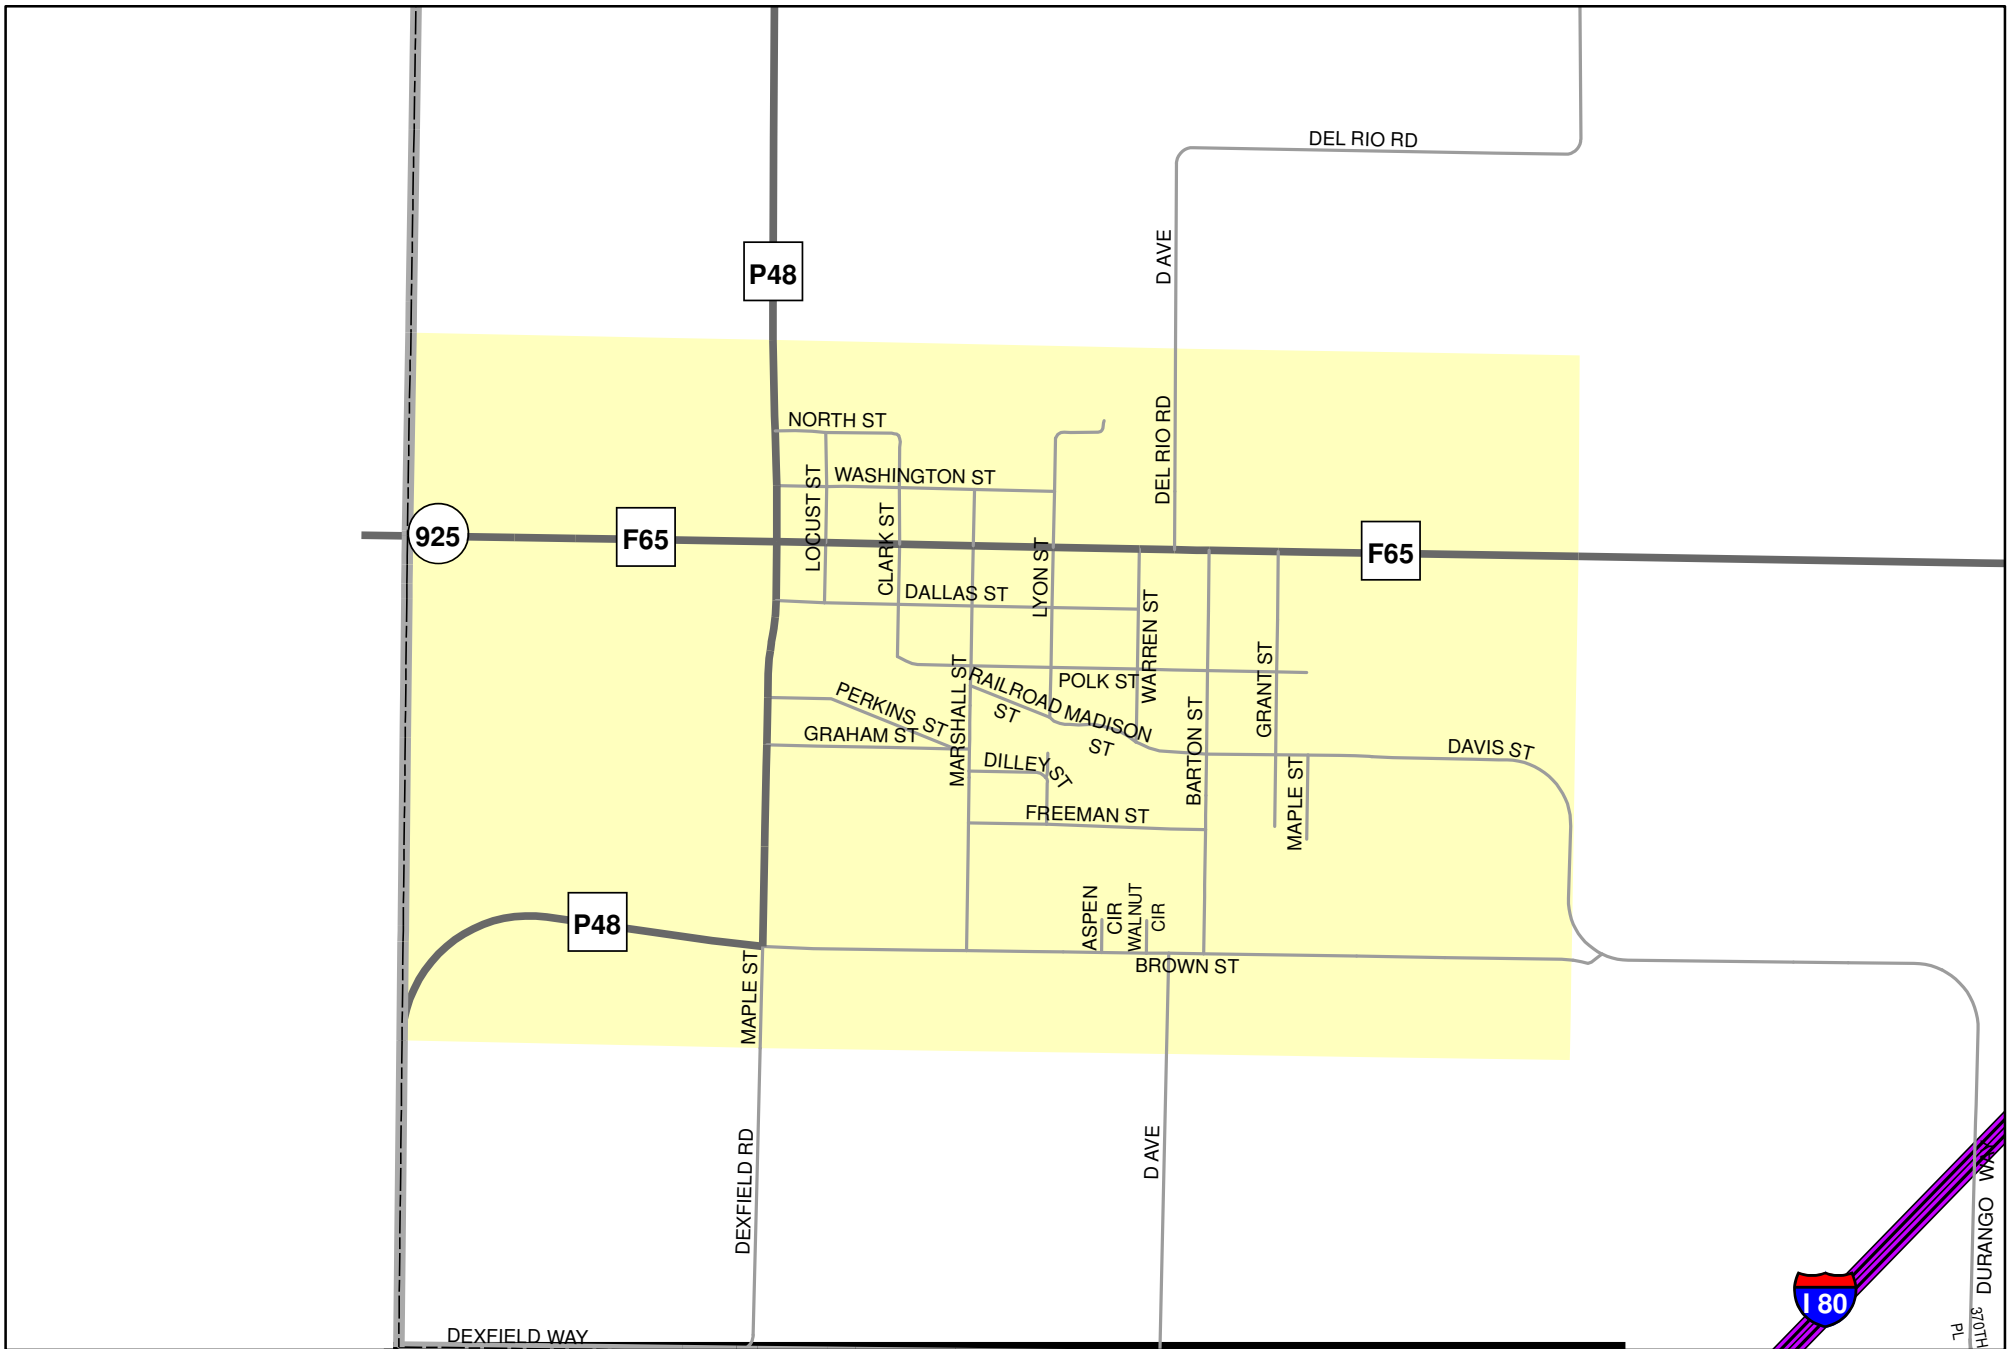 DEL RIO RD
D AVE
P48
NORTH ST
DEL RIO RD
WASHINGTON ST
LOCUST ST
CLARK ST
925
F65
F65
LYON ST
DALLAS ST
WARREN ST
GRANT ST
MARSHALL ST
POLK ST
RAILROAD
ST
PERKINS ST
MADISON
ST
GRAHAM ST
BARTON ST
DAVIS ST
DILLEY ST
MAPLE ST
FREEMAN ST
ASPEN
CIR
WALNUT
CIR
P48
BROWN ST
MAPLE ST
DEXFIELD RD
D AVE
DURANGO WAY
I 80
370TH
PL
DEXFIELD WAY